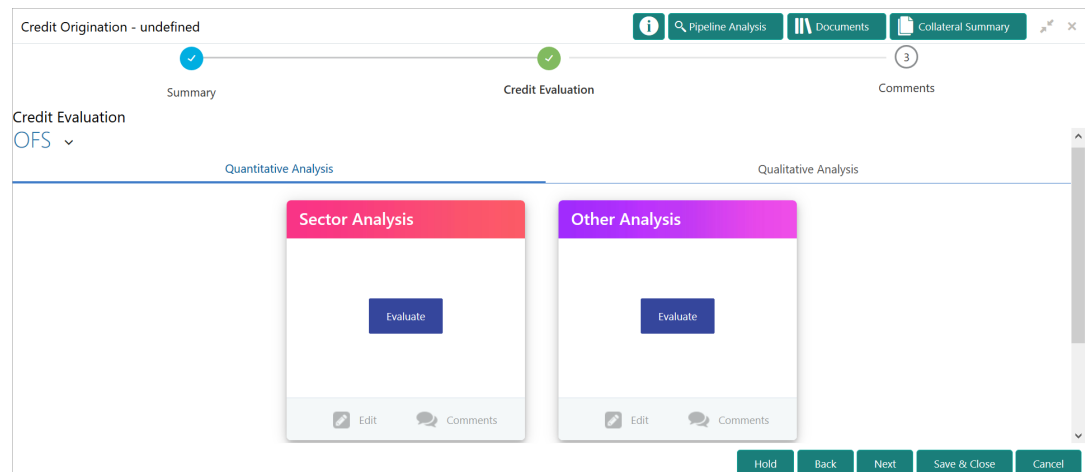 Credit Origination - undefined
Pipeline Analysis
Documents
Collateral Summary
3
Summary
Credit Evaluation
Comments
Credit Evaluation
OFS
Quantitative Analysis
Qualitative Analysis
Sector Analysis
Other Analysis
Evaluate
Evaluate
Edit
Comments
Edit
Comments
Hold
Back
Next
Save & Close
Cancel